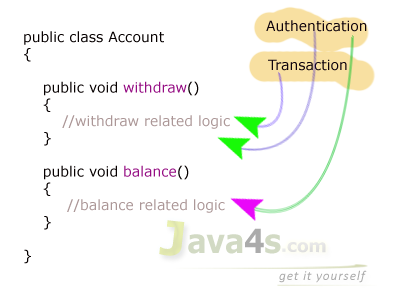 Authentication
public class Account
{
Transaction
public void withdraw()
{
//withdraw related logic
}
public void balance()
{
//balance related logic
}
Java4s.com
}
get it yourself